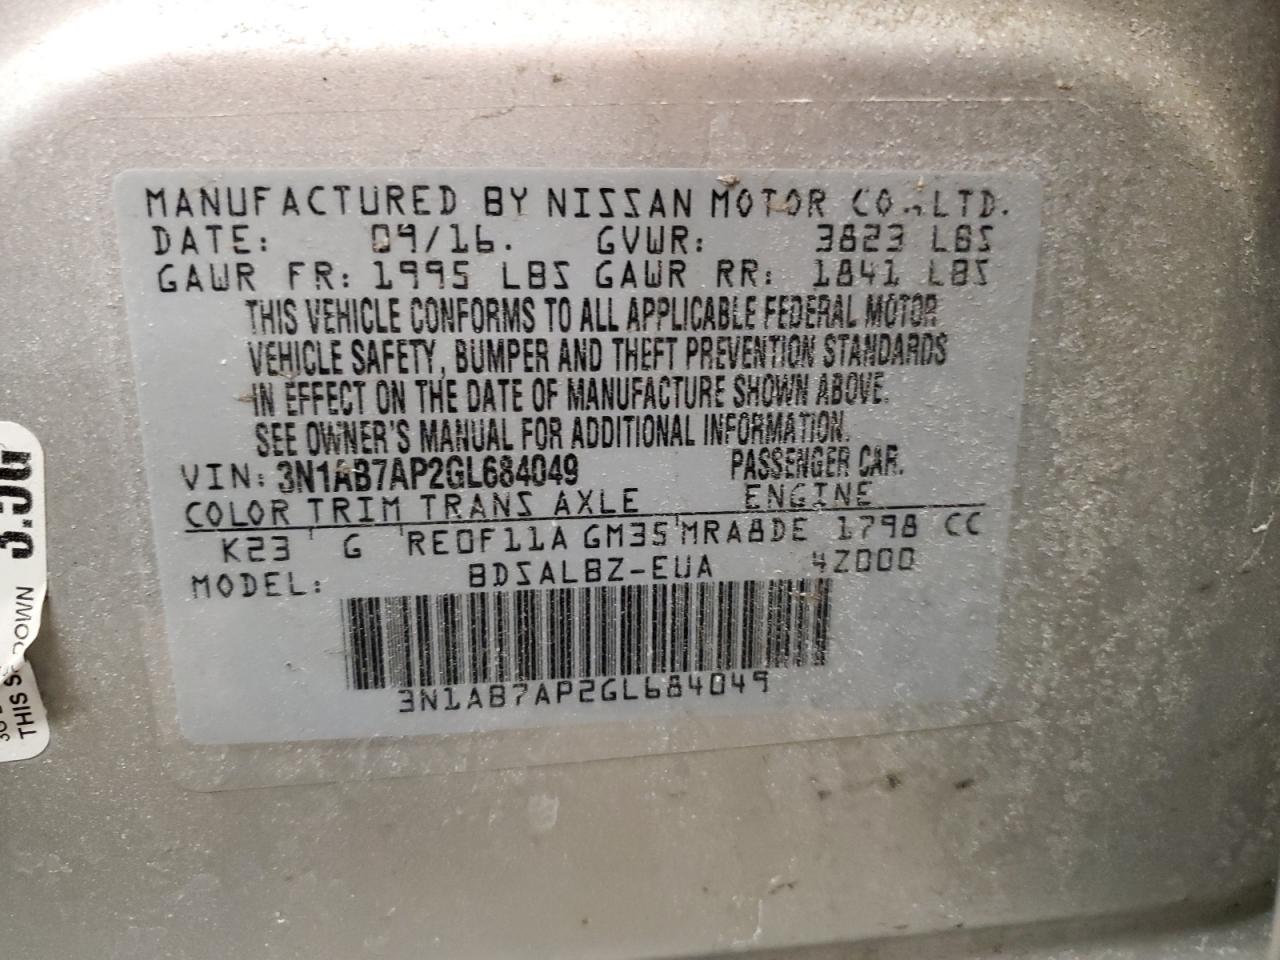 MANUFACTURED BY NISSAN MOTOR CO., LTD.
DATE: 09/16. GVWR: 3823 LBS
GAWR FR: 1995 LBS GAWR RR: 1841 LBS
THIS VEHICLE CONFORMS TO ALL APPLICABLE FEDERAL MOTOR
VEHICLE SAFETY, BUMPER AND THEFT PREVENTION STANDARDS
IN EFFECT ON THE DATE OF MANUFACTURE SHOWN ABOVE.
SEE OWNER'S MANUAL FOR ADDITIONAL INFORMATION.
VIN: 3N1AB7AP2GL684049 PASSENGER CAR.
COLOR TRIM TRANS AXLE ENGINE
K23 G RE0F11A GM35 MRA8DE 1798 CC
MODEL: BDSALBZ-EUA 4Z000
3N1AB7AP2GL684049
DOWN
THIS